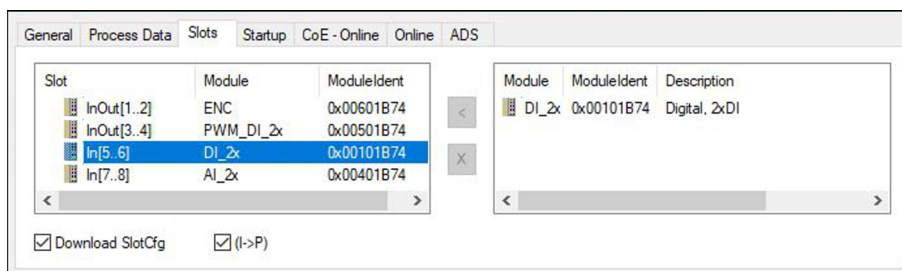 General Process Data Slots Startup CoE - Online Online ADS
Slot Module ModuleIdent
InOut[1..2] ENC 0x00601B74
InOut[3..4] PWM_DI_2x 0x00501B74
In[5..6] DI_2x 0x00101B74
In[7..8] AI_2x 0x00401B74
<
X
Module ModuleIdent Description
DI_2x 0x00101B74 Digital, 2xDI
Download SlotCfg (I->P)